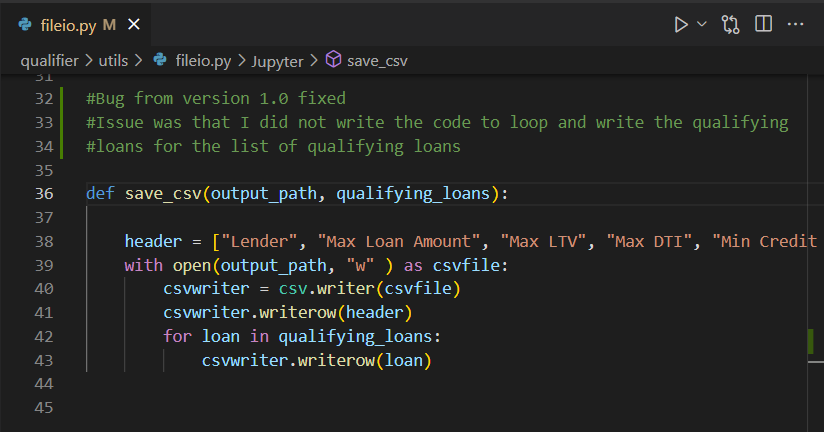 fileio.py M
qualifier > utils > fileio.py > Jupyter > save_csv
31
32 #Bug from version 1.0 fixed
33 #Issue was that I did not write the code to loop and write the qualifying
34 #loans for the list of qualifying loans
35
36 def save_csv(output_path, qualifying_loans):
37
38 header = ["Lender", "Max Loan Amount", "Max LTV", "Max DTI", "Min Credit
39 with open(output_path, "w" ) as csvfile:
40 csvwriter = csv.writer(csvfile)
41 csvwriter.writerow(header)
42 for loan in qualifying_loans:
43 csvwriter.writerow(loan)
44
45